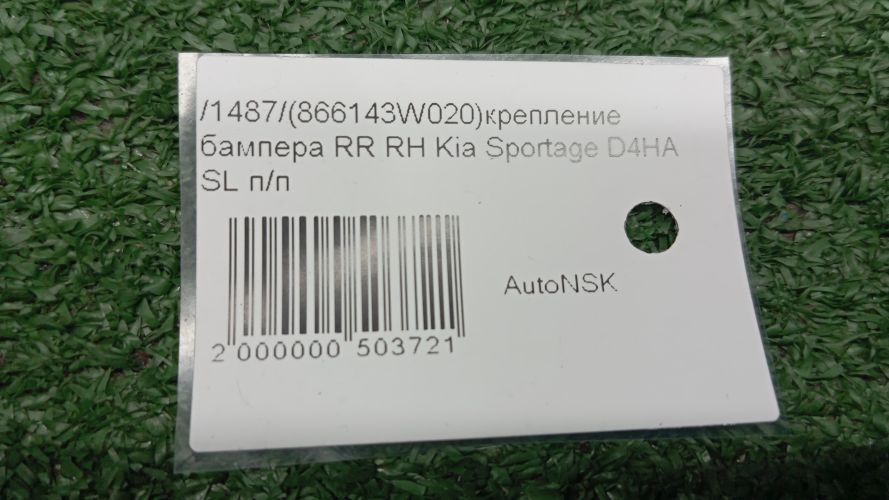 /1487/(866143W020)крепление
бампера RR RH Kia Sportage D4HA
SL п/п
AutoNSK
2 000000 503721